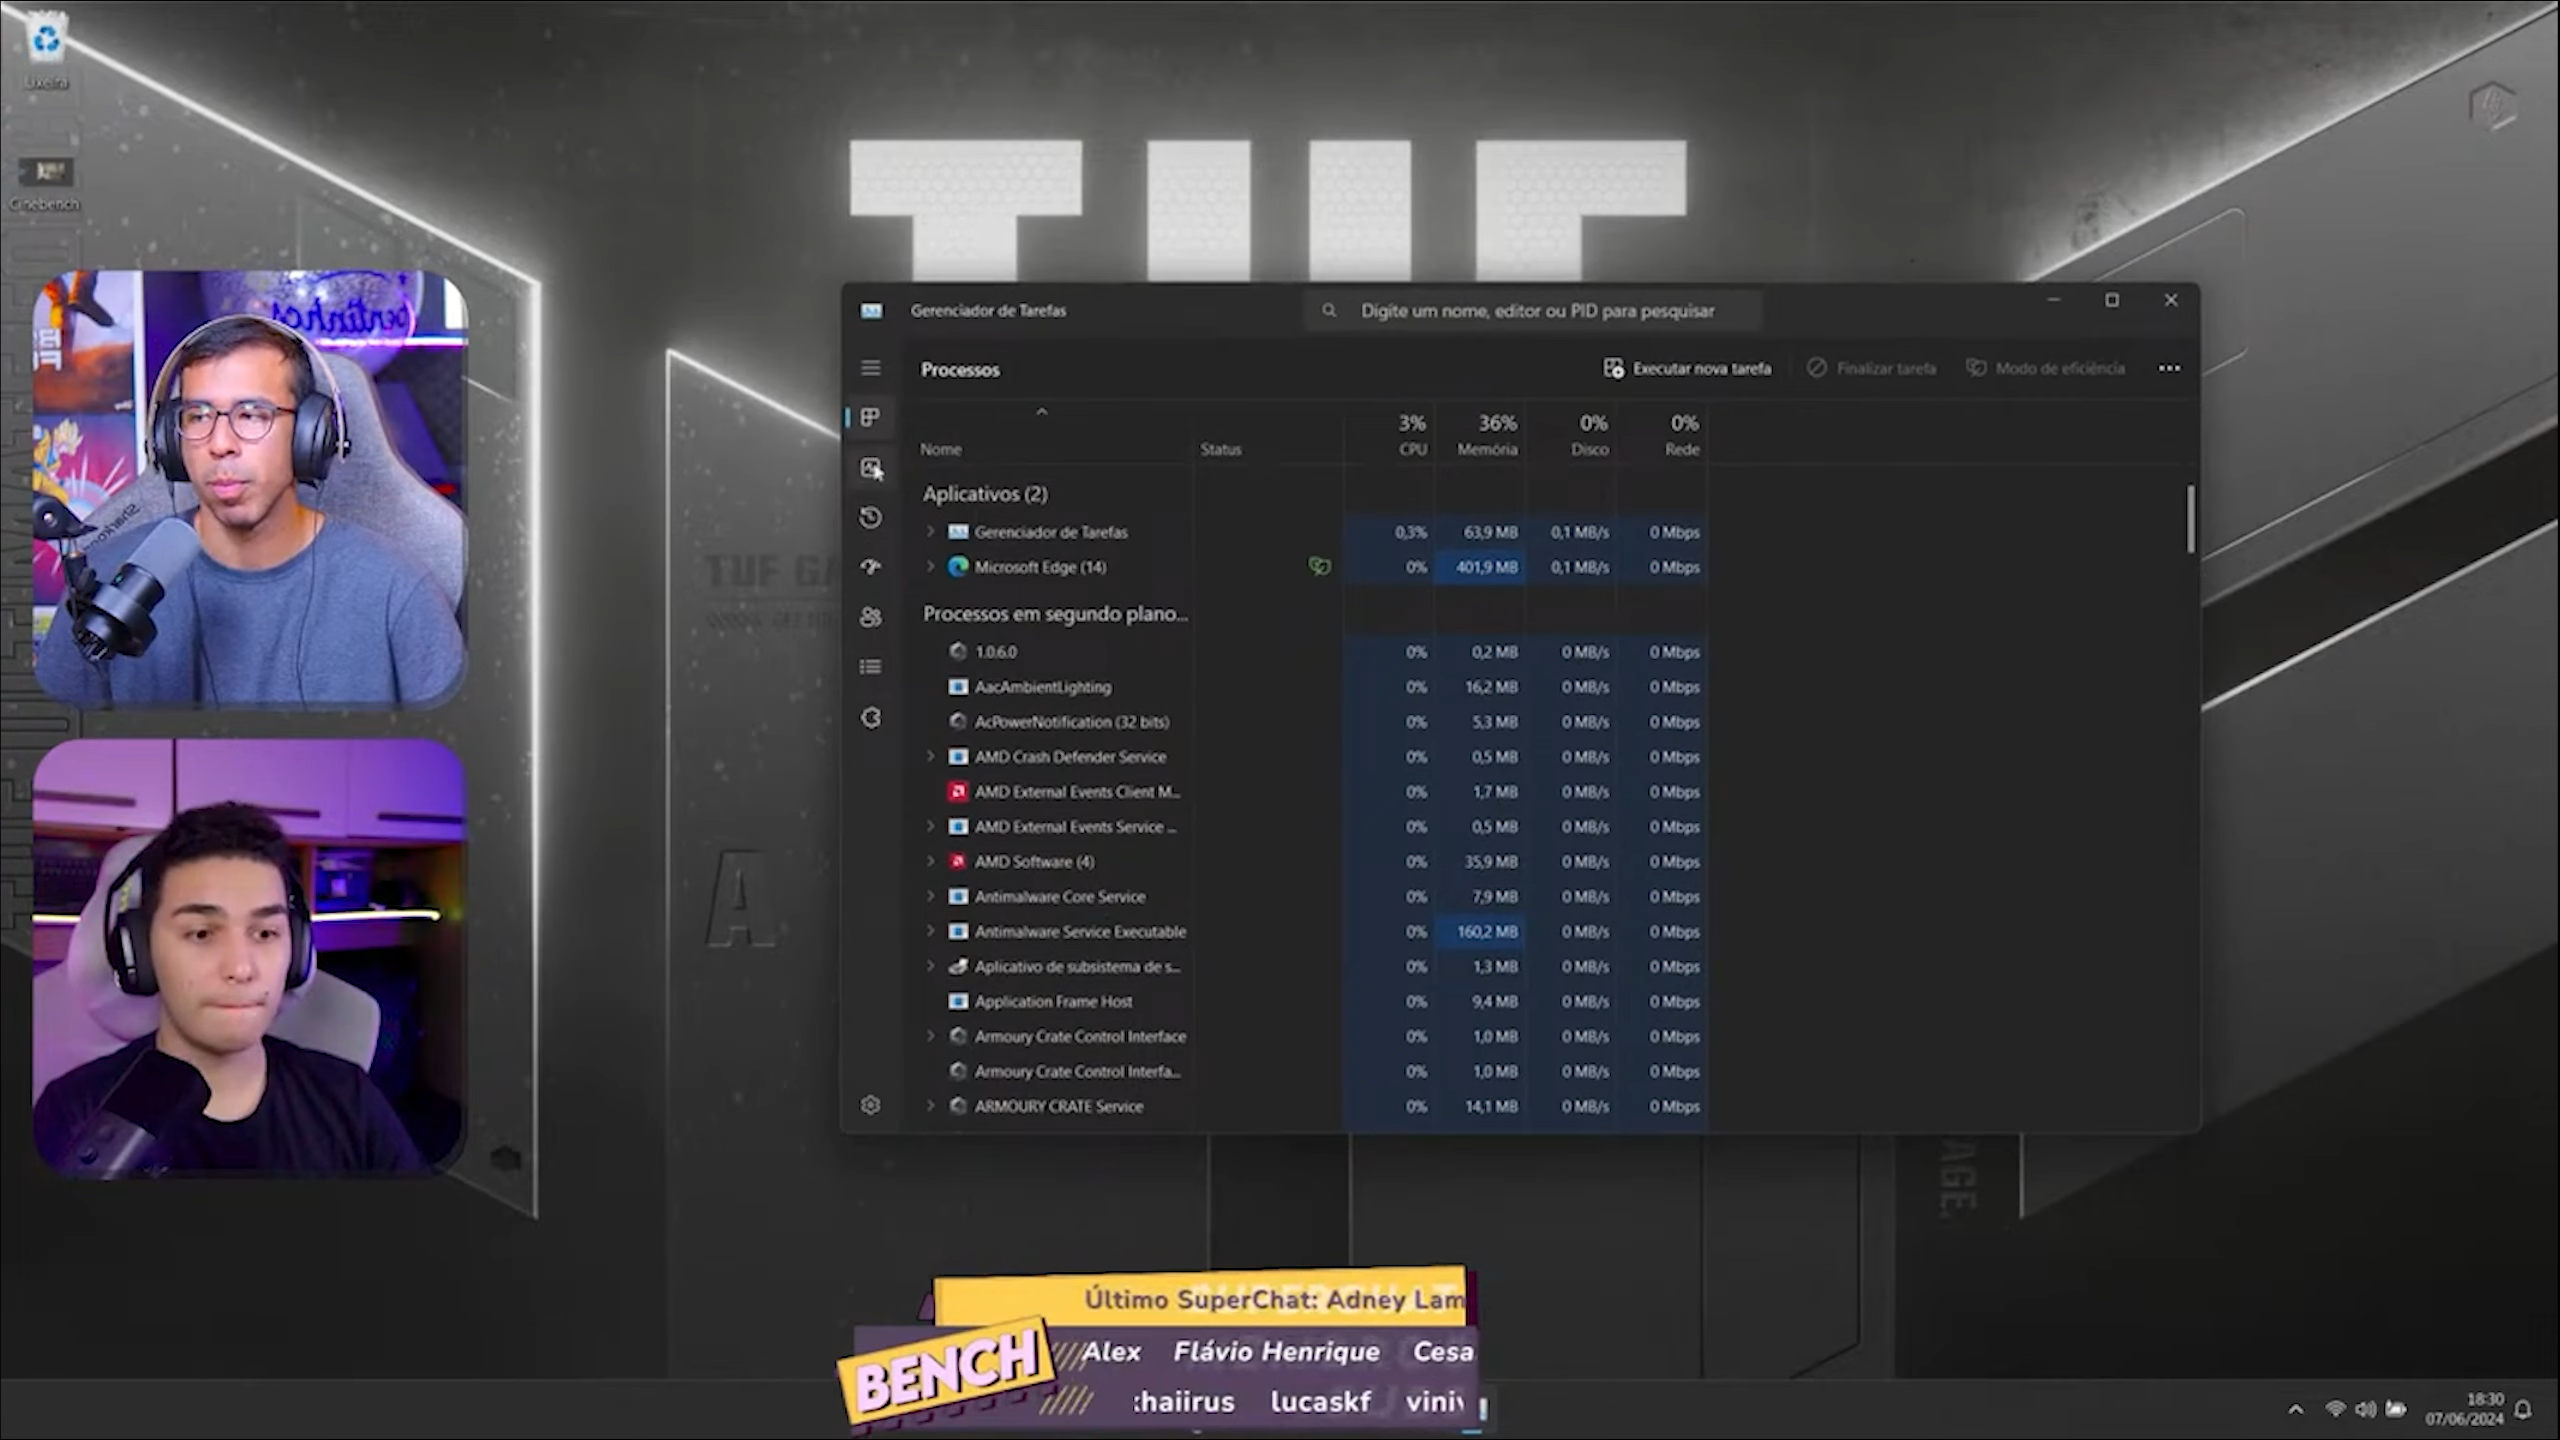 Lixeira
Cinebench
TUF GA
A
AGE.
Gerenciador de Tarefas
Digite um nome, editor ou PID para pesquisar
Processos
Executar nova tarefa
Finalizar tarefa
Modo de eficiência
3% 36% 0% 0%
Nome Status CPU Memória Disco Rede
Aplicativos (2)
Gerenciador de Tarefas 0,3% 63,9 MB 0,1 MB/s 0 Mbps
Microsoft Edge (14) 0% 401,9 MB 0,1 MB/s 0 Mbps
Processos em segundo plano...
1.0.6.0 0% 0,2 MB 0 MB/s 0 Mbps
AacAmbientLighting 0% 16,2 MB 0 MB/s 0 Mbps
AcPowerNotification (32 bits) 0% 5,3 MB 0 MB/s 0 Mbps
AMD Crash Defender Service 0% 0,5 MB 0 MB/s 0 Mbps
AMD External Events Client M... 0% 1,7 MB 0 MB/s 0 Mbps
AMD External Events Service ... 0% 0,5 MB 0 MB/s 0 Mbps
AMD Software (4) 0% 35,9 MB 0 MB/s 0 Mbps
Antimalware Core Service 0% 7,9 MB 0 MB/s 0 Mbps
Antimalware Service Executable 0% 160,2 MB 0 MB/s 0 Mbps
Aplicativo de subsistema de s... 0% 1,3 MB 0 MB/s 0 Mbps
Application Frame Host 0% 9,4 MB 0 MB/s 0 Mbps
Armoury Crate Control Interface 0% 1,0 MB 0 MB/s 0 Mbps
Armoury Crate Control Interfa... 0% 1,0 MB 0 MB/s 0 Mbps
ARMOURY CRATE Service 0% 14,1 MB 0 MB/s 0 Mbps
Último SuperChat: Adney Lam
BENCH
Alex Flávio Henrique Cesa
haiirus lucaskf viniv
18:30
07/06/2024